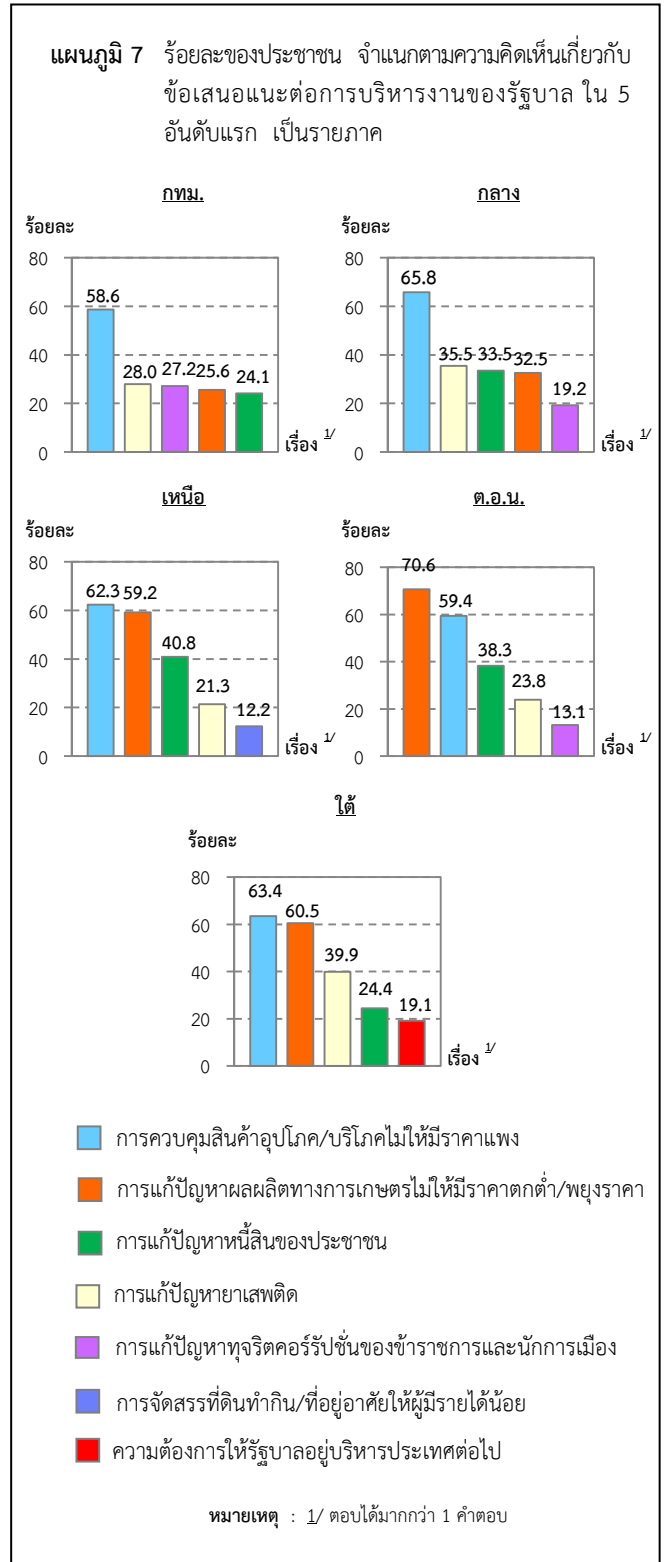 แผนภูมิ 7 ร้อยละของประชาชน จำแนกตามความคิดเห็นเกี่ยวกับ
ข้อเสนอแนะต่อการบริหารงานของรัฐบาล ใน 5
อันดับแรก เป็นรายภาค
กทม.
ร้อยละ
80
60
40
20
0
58.6
28.0
27.2
25.6
24.1
เรื่อง 1/
กลาง
ร้อยละ
80
60
40
20
0
65.8
35.5
33.5
32.5
19.2
เรื่อง 1/
เหนือ
ร้อยละ
80
60
40
20
0
62.3
59.2
40.8
21.3
12.2
เรื่อง 1/
ต.อ.น.
ร้อยละ
80
60
40
20
0
70.6
59.4
38.3
23.8
13.1
เรื่อง 1/
ใต้
ร้อยละ
80
60
40
20
0
63.4
60.5
39.9
24.4
19.1
เรื่อง 1/
การควบคุมสินค้าอุปโภค/บริโภคไม่ให้มีราคาแพง
การแก้ปัญหาผลผลิตทางการเกษตรไม่ให้มีราคาตกต่ำ/พยุงราคา
การแก้ปัญหาหนี้สินของประชาชน
การแก้ปัญหายาเสพติด
การแก้ปัญหาทุจริตคอร์รัปชั่นของข้าราชการและนักการเมือง
การจัดสรรที่ดินทำกิน/ที่อยู่อาศัยให้ผู้มีรายได้น้อย
ความต้องการให้รัฐบาลอยู่บริหารประเทศต่อไป
หมายเหตุ : 1/ ตอบได้มากกว่า 1 คำตอบ